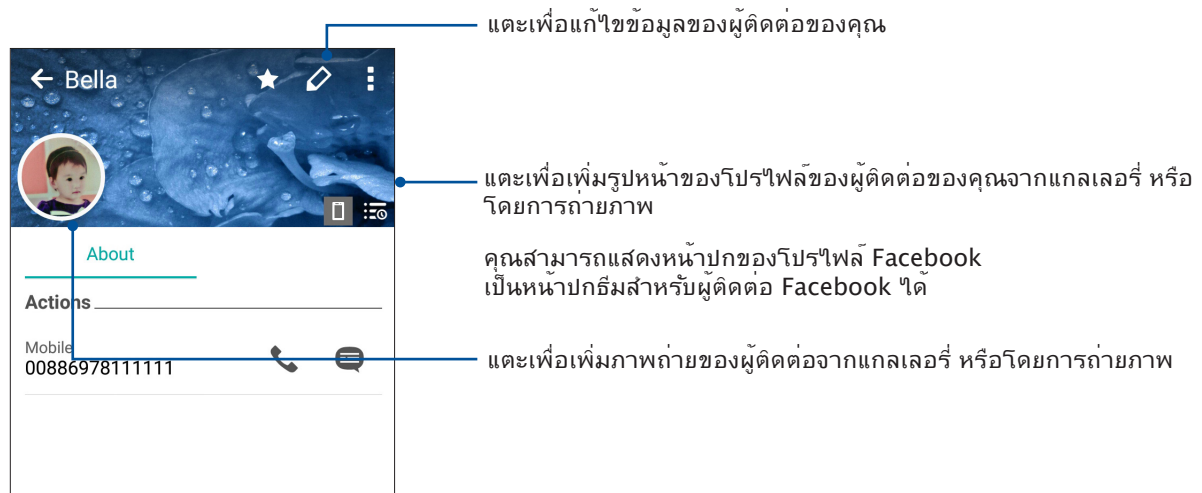 แตะเพื่อแก้ไขข้อมูลของผู้ติดต่อของคุณ
Bella
แตะเพื่อเพิ่มรูปหน้าของโปรไฟล์ของผู้ติดต่อของคุณจากแกลเลอรี่ หรือ
โดยการถ่ายภาพ
คุณสามารถแสดงหน้าปกของโปรไฟล์ Facebook
เป็นหน้าปกธีมสำหรับผู้ติดต่อ Facebook ได้
About
Actions
Mobile
00886978111111
แตะเพื่อเพิ่มภาพถ่ายของผู้ติดต่อจากแกลเลอรี่ หรือโดยการถ่ายภาพ